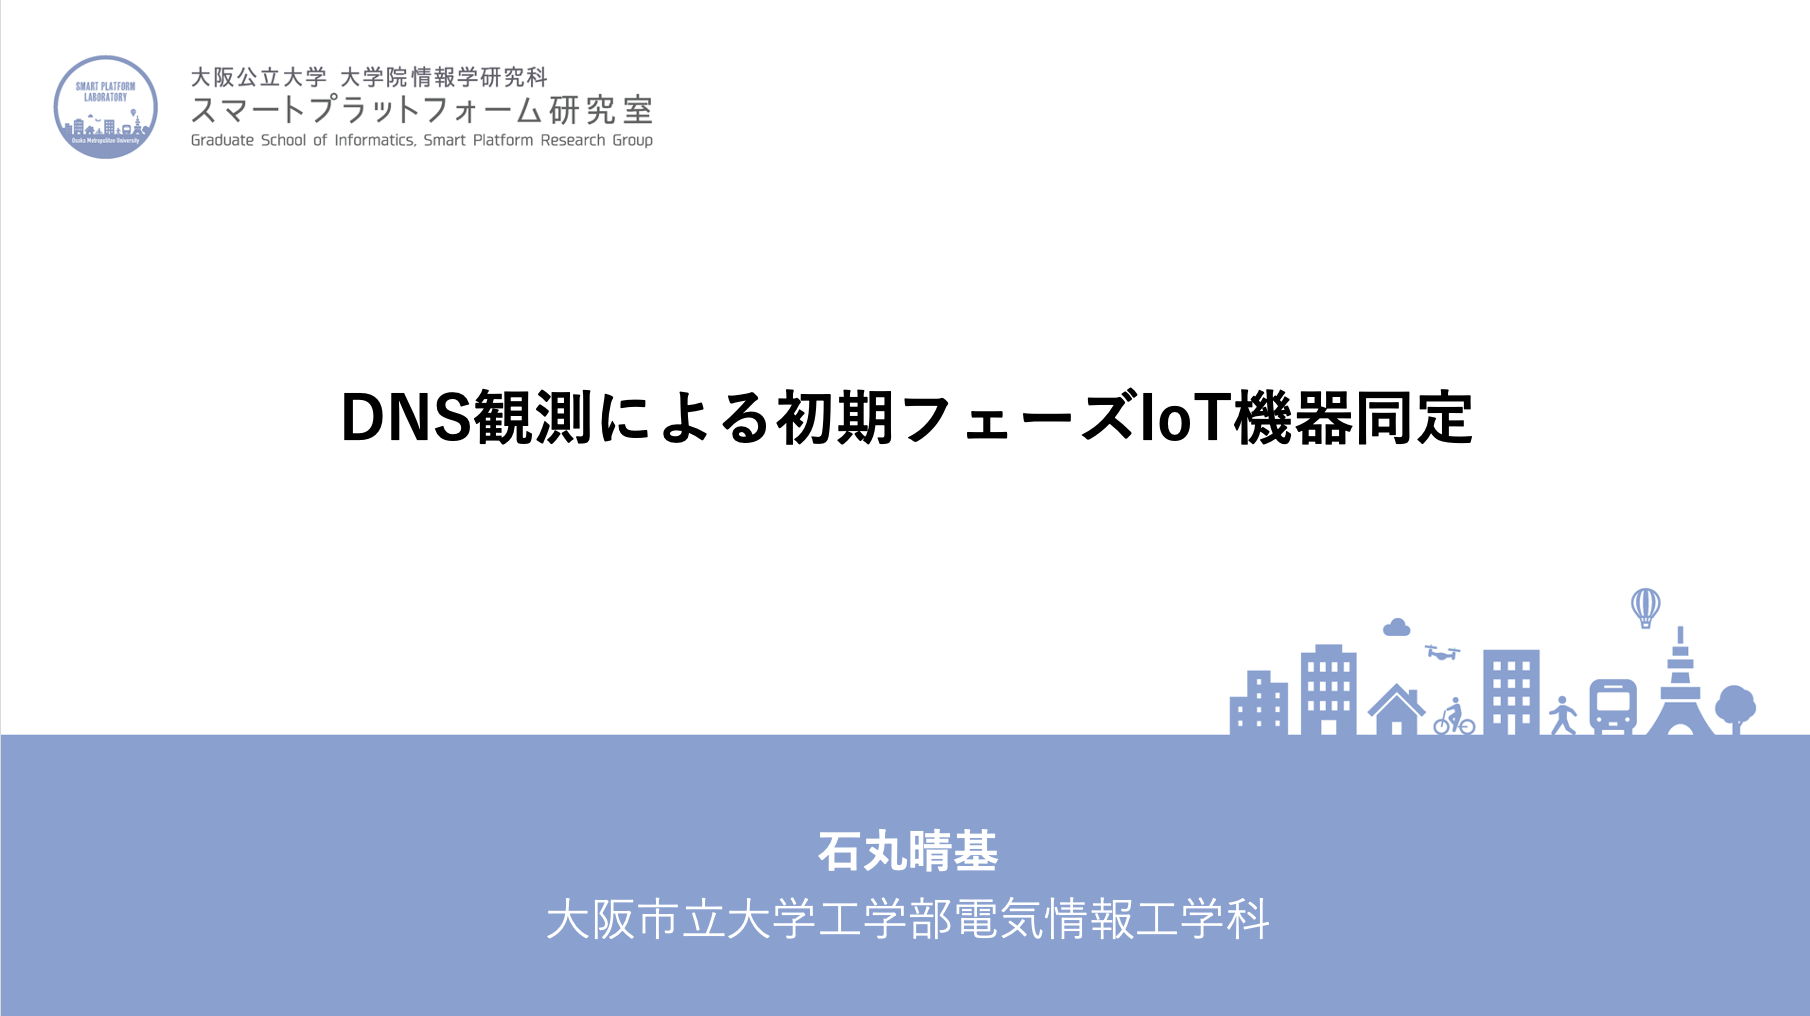 SMART PLATFORM
LABORATORY
Osaka Metropolitan University
大阪公立大学 大学院情報学研究科
スマートプラットフォーム研究室
Graduate School of Informatics, Smart Platform Research Group
DNS観測による初期フェーズIoT機器同定
石丸晴基
大阪市立大学工学部電気情報工学科